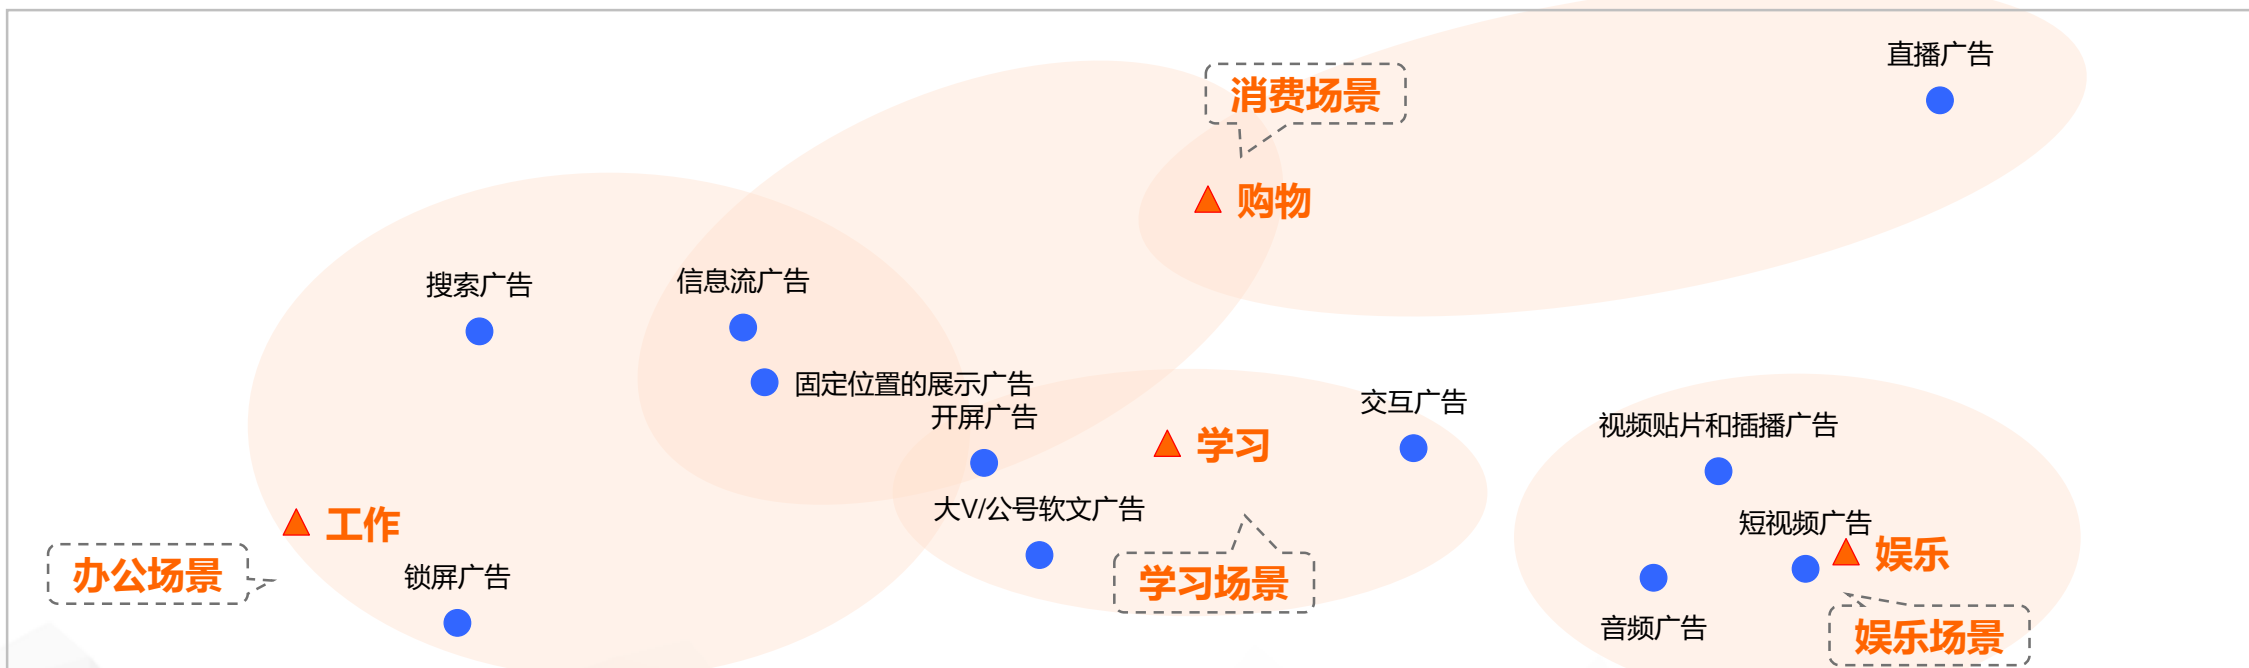 直播广告
消费场景
购物
搜索广告
信息流广告
固定位置的展示广告
开屏广告
交互广告
视频贴片和插播广告
学习
大V/公号软文广告
短视频广告
工作
娱乐
办公场景
锁屏广告
学习场景
音频广告
娱乐场景